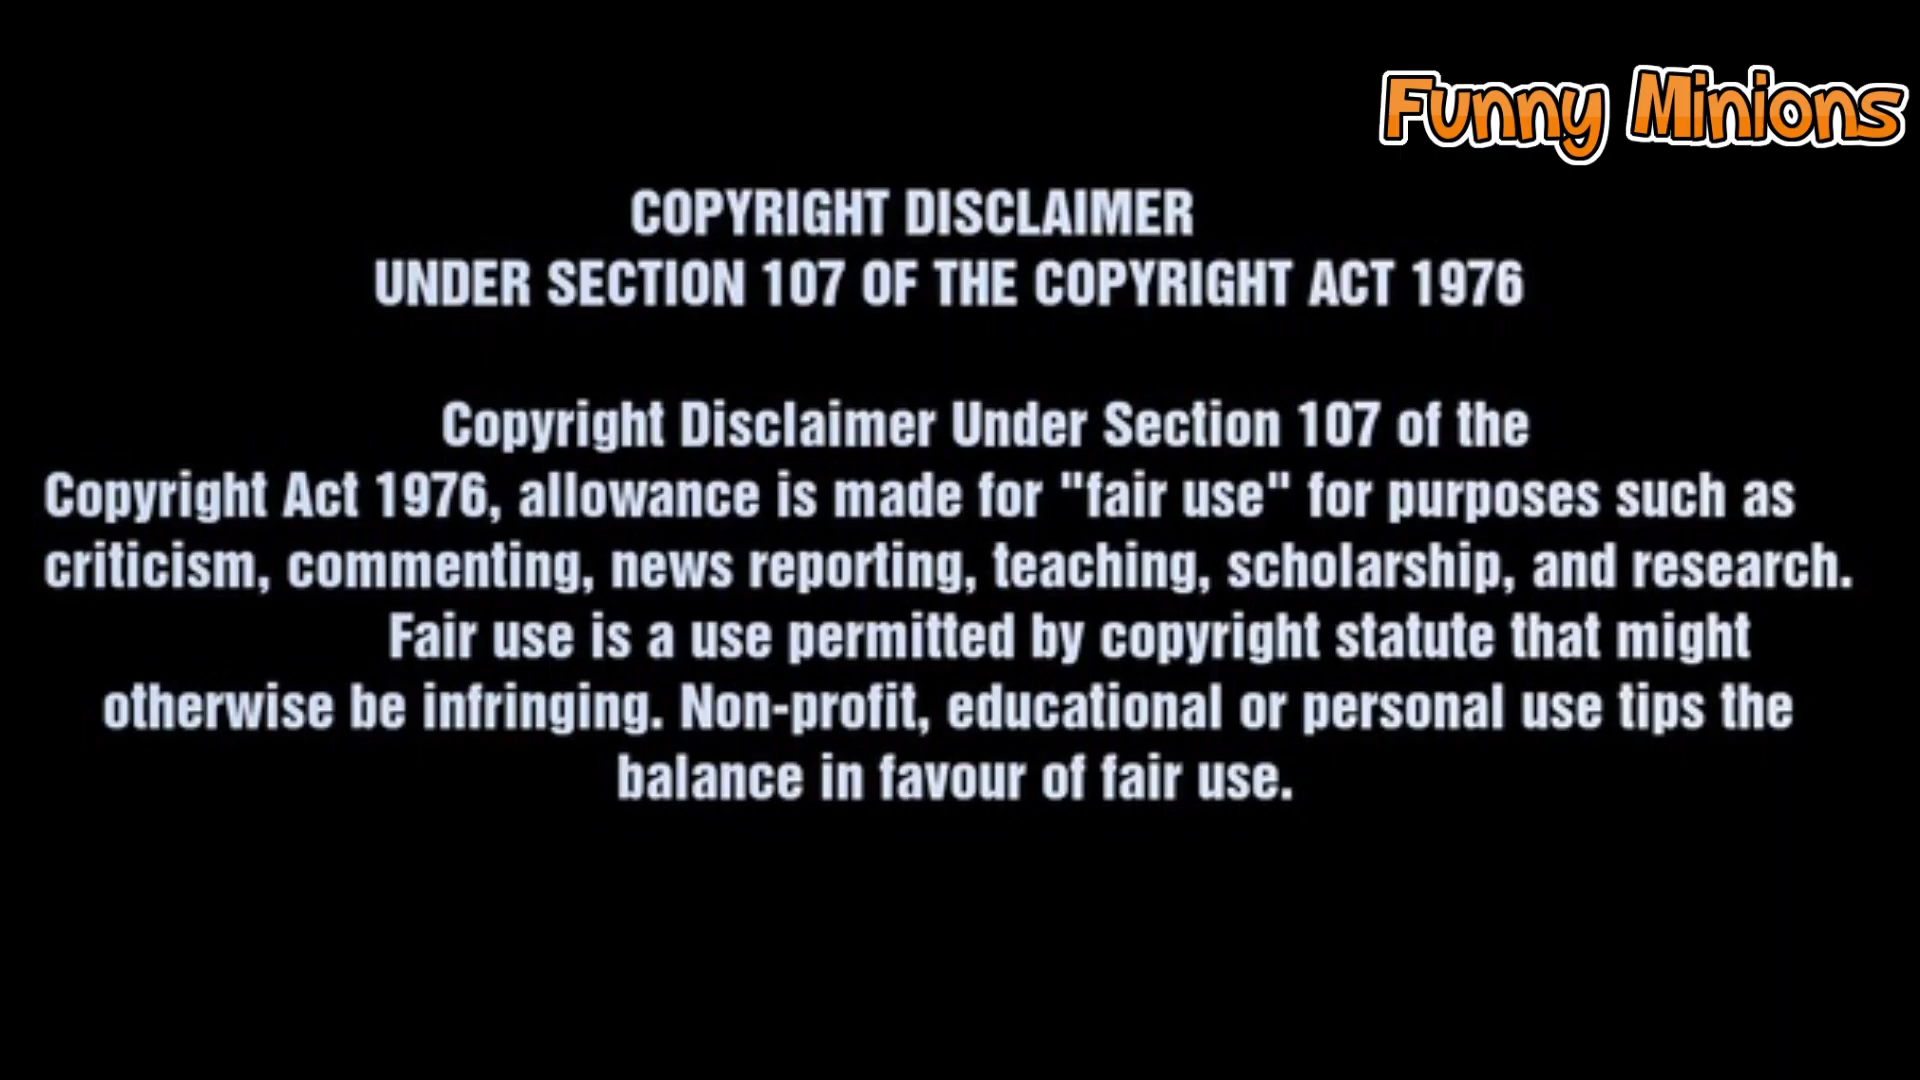 Funny Minions
COPYRIGHT DISCLAIMER
UNDER SECTION 107 OF THE COPYRIGHT ACT 1976
Copyright Disclaimer Under Section 107 of the
Copyright Act 1976, allowance is made for "fair use" for purposes such as
criticism, commenting, news reporting, teaching, scholarship, and research.
Fair use is a use permitted by copyright statute that might
otherwise be infringing. Non-profit, educational or personal use tips the
balance in favour of fair use.